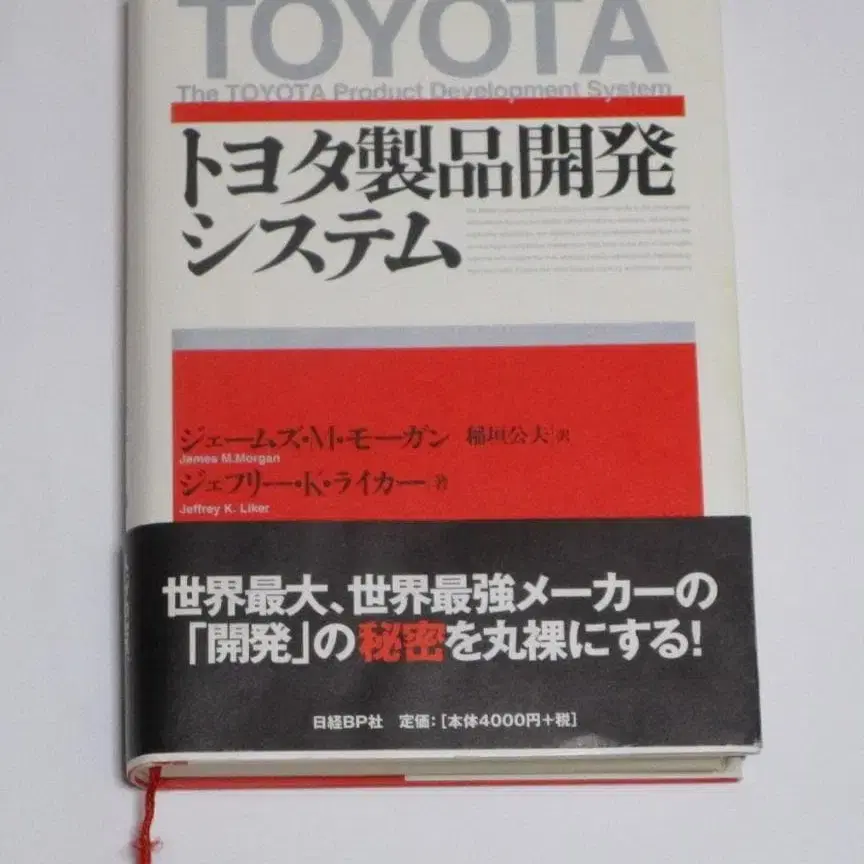 TOYOTA
The TOYOTA Product Development System
トヨタ製品開発
システム
ジェームズ・M・モーガン 稲垣公夫 訳
James M.Morgan
ジェフリー・K・ライカー 著
Jeffrey K. Liker
世界最大、世界最強メーカーの
「開発」の秘密を丸裸にする!
日経BP社 定価:[本体4000円+税]